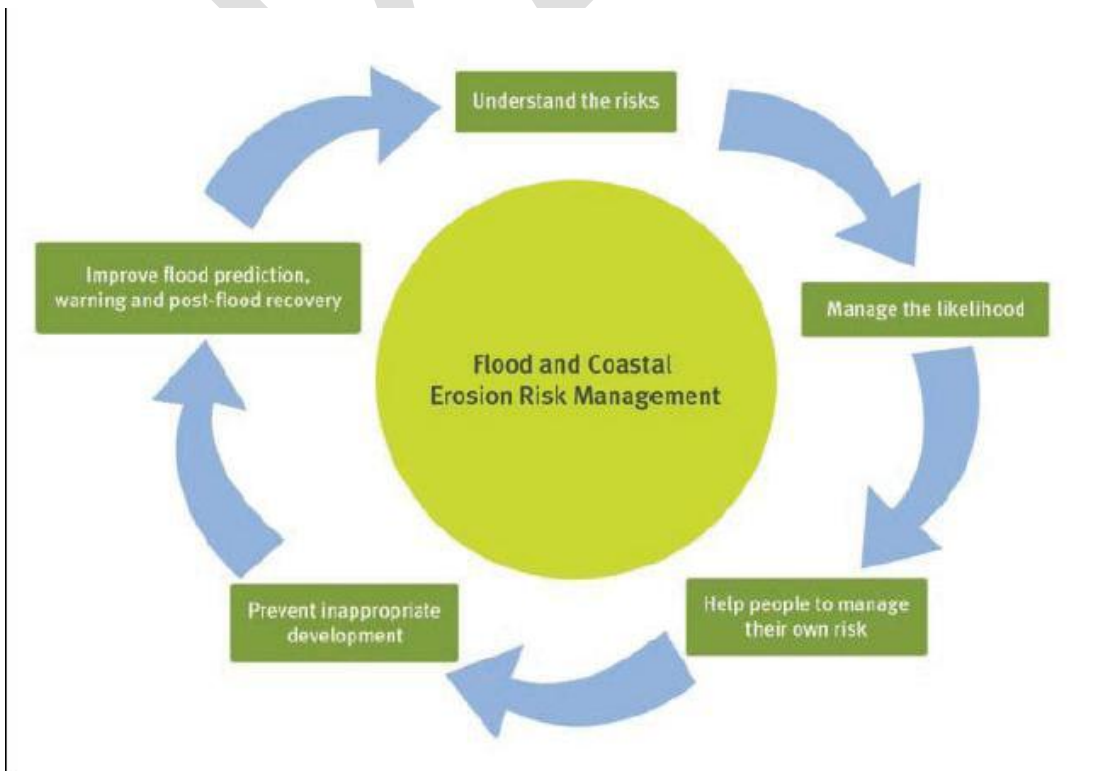 Understand the risks
Manage the likelihood
Help people to manage
their own risk
Prevent inappropriate
development
Improve flood prediction,
warning and post-flood recovery
Flood and Coastal
Erosion Risk Management